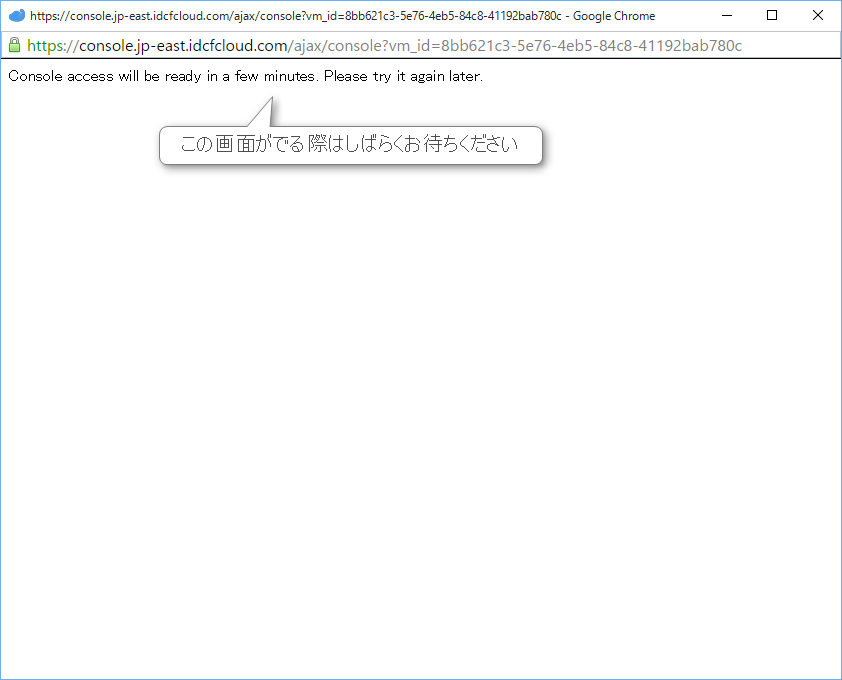 https://console.jp-east.idcfcloud.com/ajax/console?vm_id=8bb621c3-5e76-4eb5-84c8-41192bab780c - Google Chrome
https://console.jp-east.idcfcloud.com/ajax/console?vm_id=8bb621c3-5e76-4eb5-84c8-41192bab780c
Console access will be ready in a few minutes. Please try it again later.
この画面がでる際はしばらくお待ちください